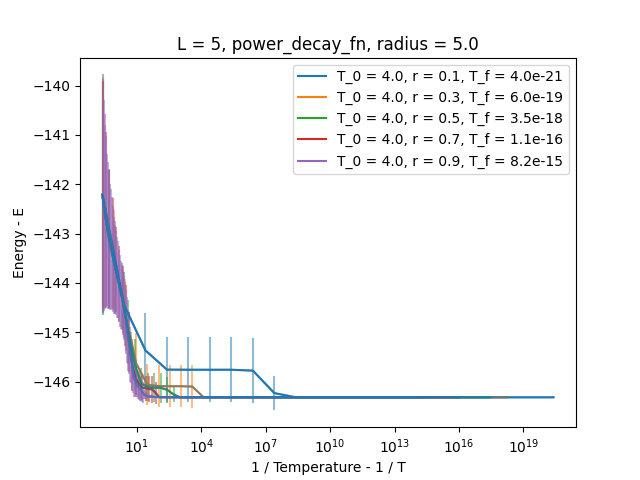 L = 5, power_decay_fn, radius = 5.0
T_0 = 4.0, r = 0.1, T_f = 4.0e-21
T_0 = 4.0, r = 0.3, T_f = 6.0e-19
T_0 = 4.0, r = 0.5, T_f = 3.5e-18
T_0 = 4.0, r = 0.7, T_f = 1.1e-16
T_0 = 4.0, r = 0.9, T_f = 8.2e-15
Energy - E
−140
−141
−142
−143
−144
−145
−146
10¹ 10⁴ 10⁷ 10¹⁰ 10¹³ 10¹⁶ 10¹⁹
1 / Temperature - 1 / T